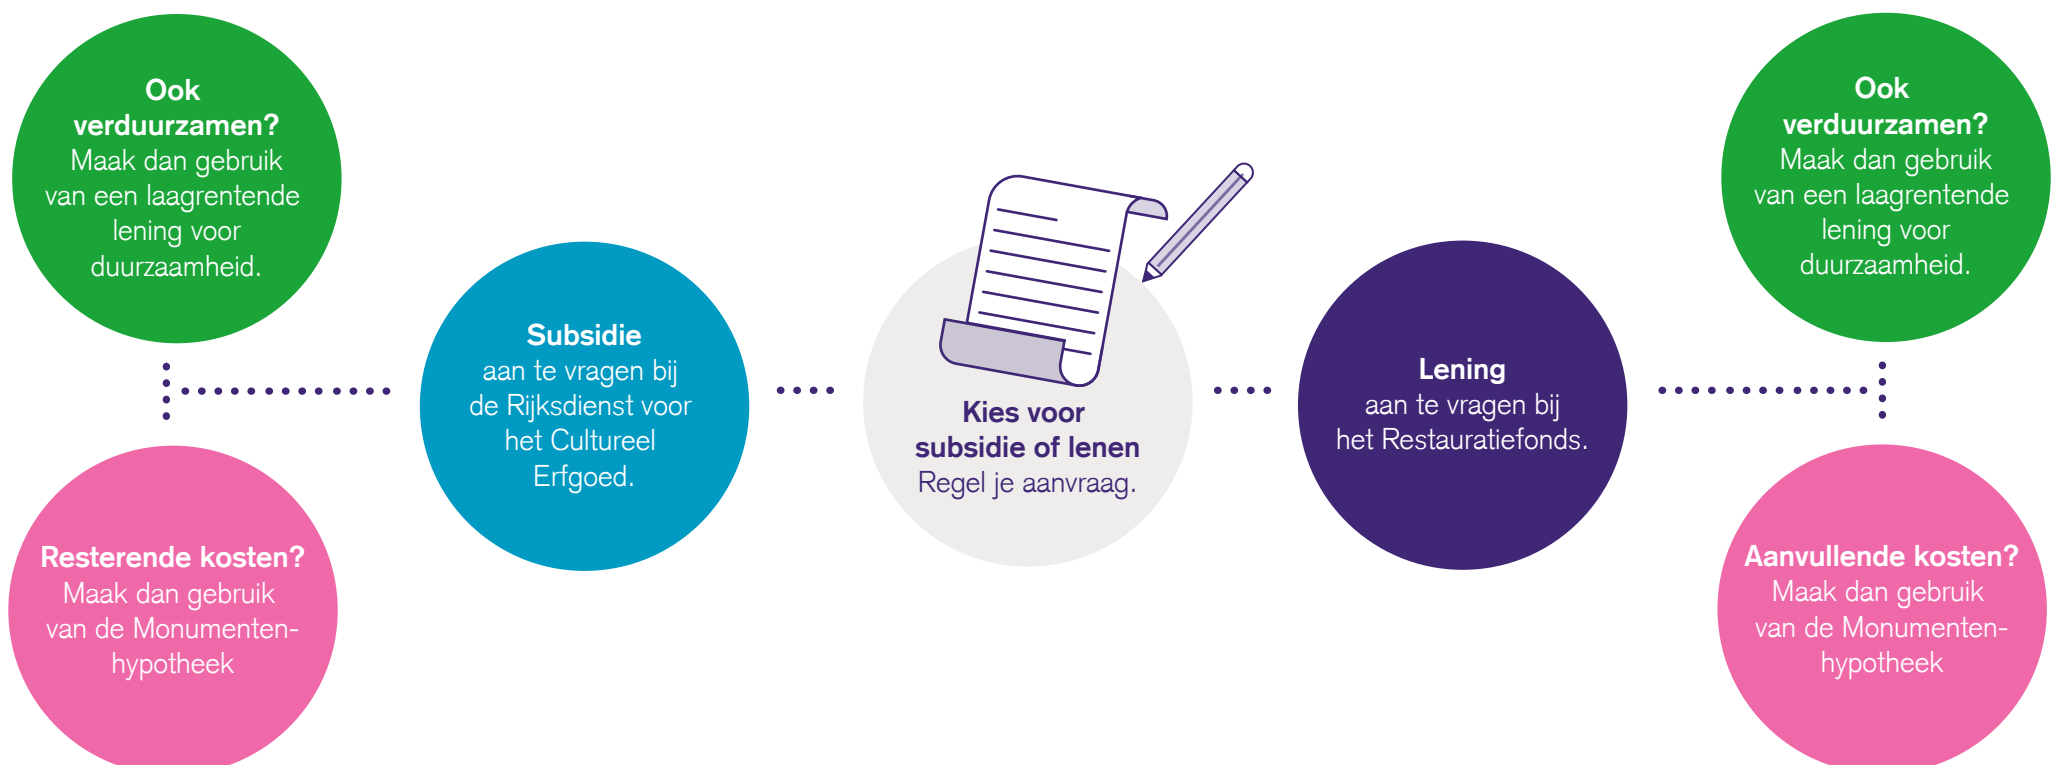 Ook
verduurzamen?
Maak dan gebruik
van een laagrentende
lening voor
duurzaamheid.
Resterende kosten?
Maak dan gebruik
van de Monumenten-
hypotheek
Subsidie
aan te vragen bij
de Rijksdienst voor
het Cultureel
Erfgoed.
Kies voor
subsidie of lenen
Regel je aanvraag.
Lening
aan te vragen bij
het Restauratiefonds.
Ook
verduurzamen?
Maak dan gebruik
van een laagrentende
lening voor
duurzaamheid.
Aanvullende kosten?
Maak dan gebruik
van de Monumenten-
hypotheek